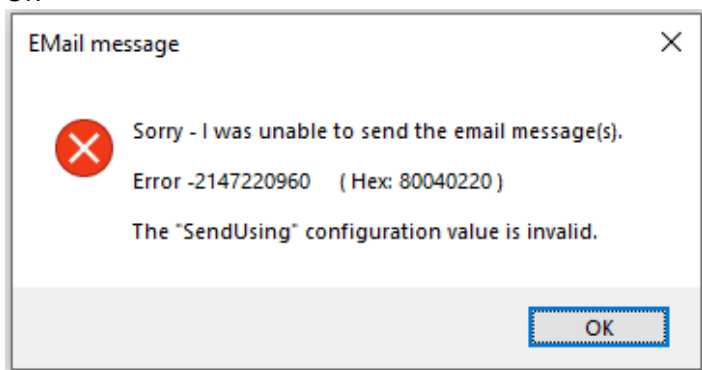 EMail message
Sorry - I was unable to send the email message(s).
Error -2147220960 ( Hex: 80040220 )
The "SendUsing" configuration value is invalid.
OK